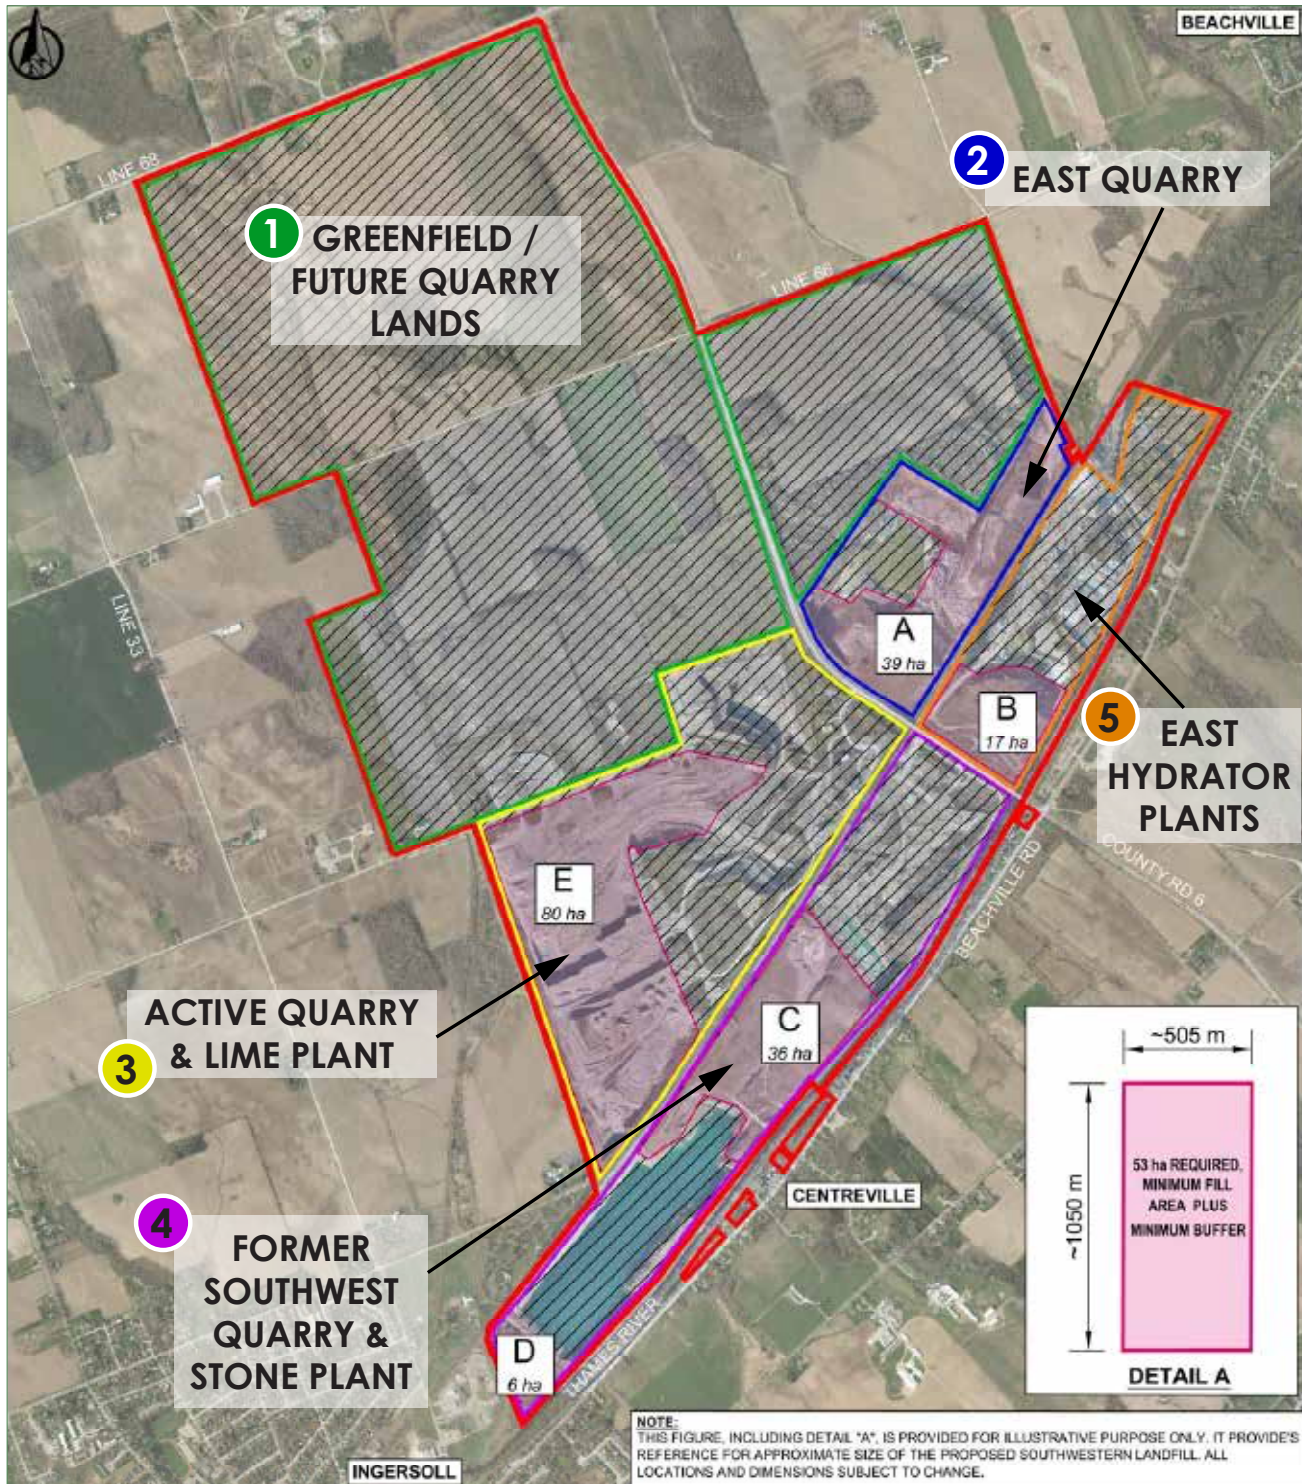 BEACHVILLE
N
LINE 68
2
EAST QUARRY
1
GREENFIELD /
FUTURE QUARRY
LANDS
LINE 66
LINE 33
A
39 ha
B
17 ha
5
EAST
HYDRATOR
PLANTS
E
80 ha
BEACHVILLE RD
COUNTY RD 6
ACTIVE QUARRY
& LIME PLANT
3
C
36 ha
CENTREVILLE
4
FORMER
SOUTHWEST
QUARRY &
STONE PLANT
D
6 ha
THAMES RIVER
INGERSOLL
~505 m
~1050 m
53 ha REQUIRED,
MINIMUM FILL
AREA PLUS
MINIMUM BUFFER
DETAIL A
NOTE:
THIS FIGURE, INCLUDING DETAIL "A", IS PROVIDED FOR ILLUSTRATIVE PURPOSE ONLY. IT PROVIDE'S
REFERENCE FOR APPROXIMATE SIZE OF THE PROPOSED SOUTHWESTERN LANDFILL. ALL
LOCATIONS AND DIMENSIONS SUBJECT TO CHANGE.